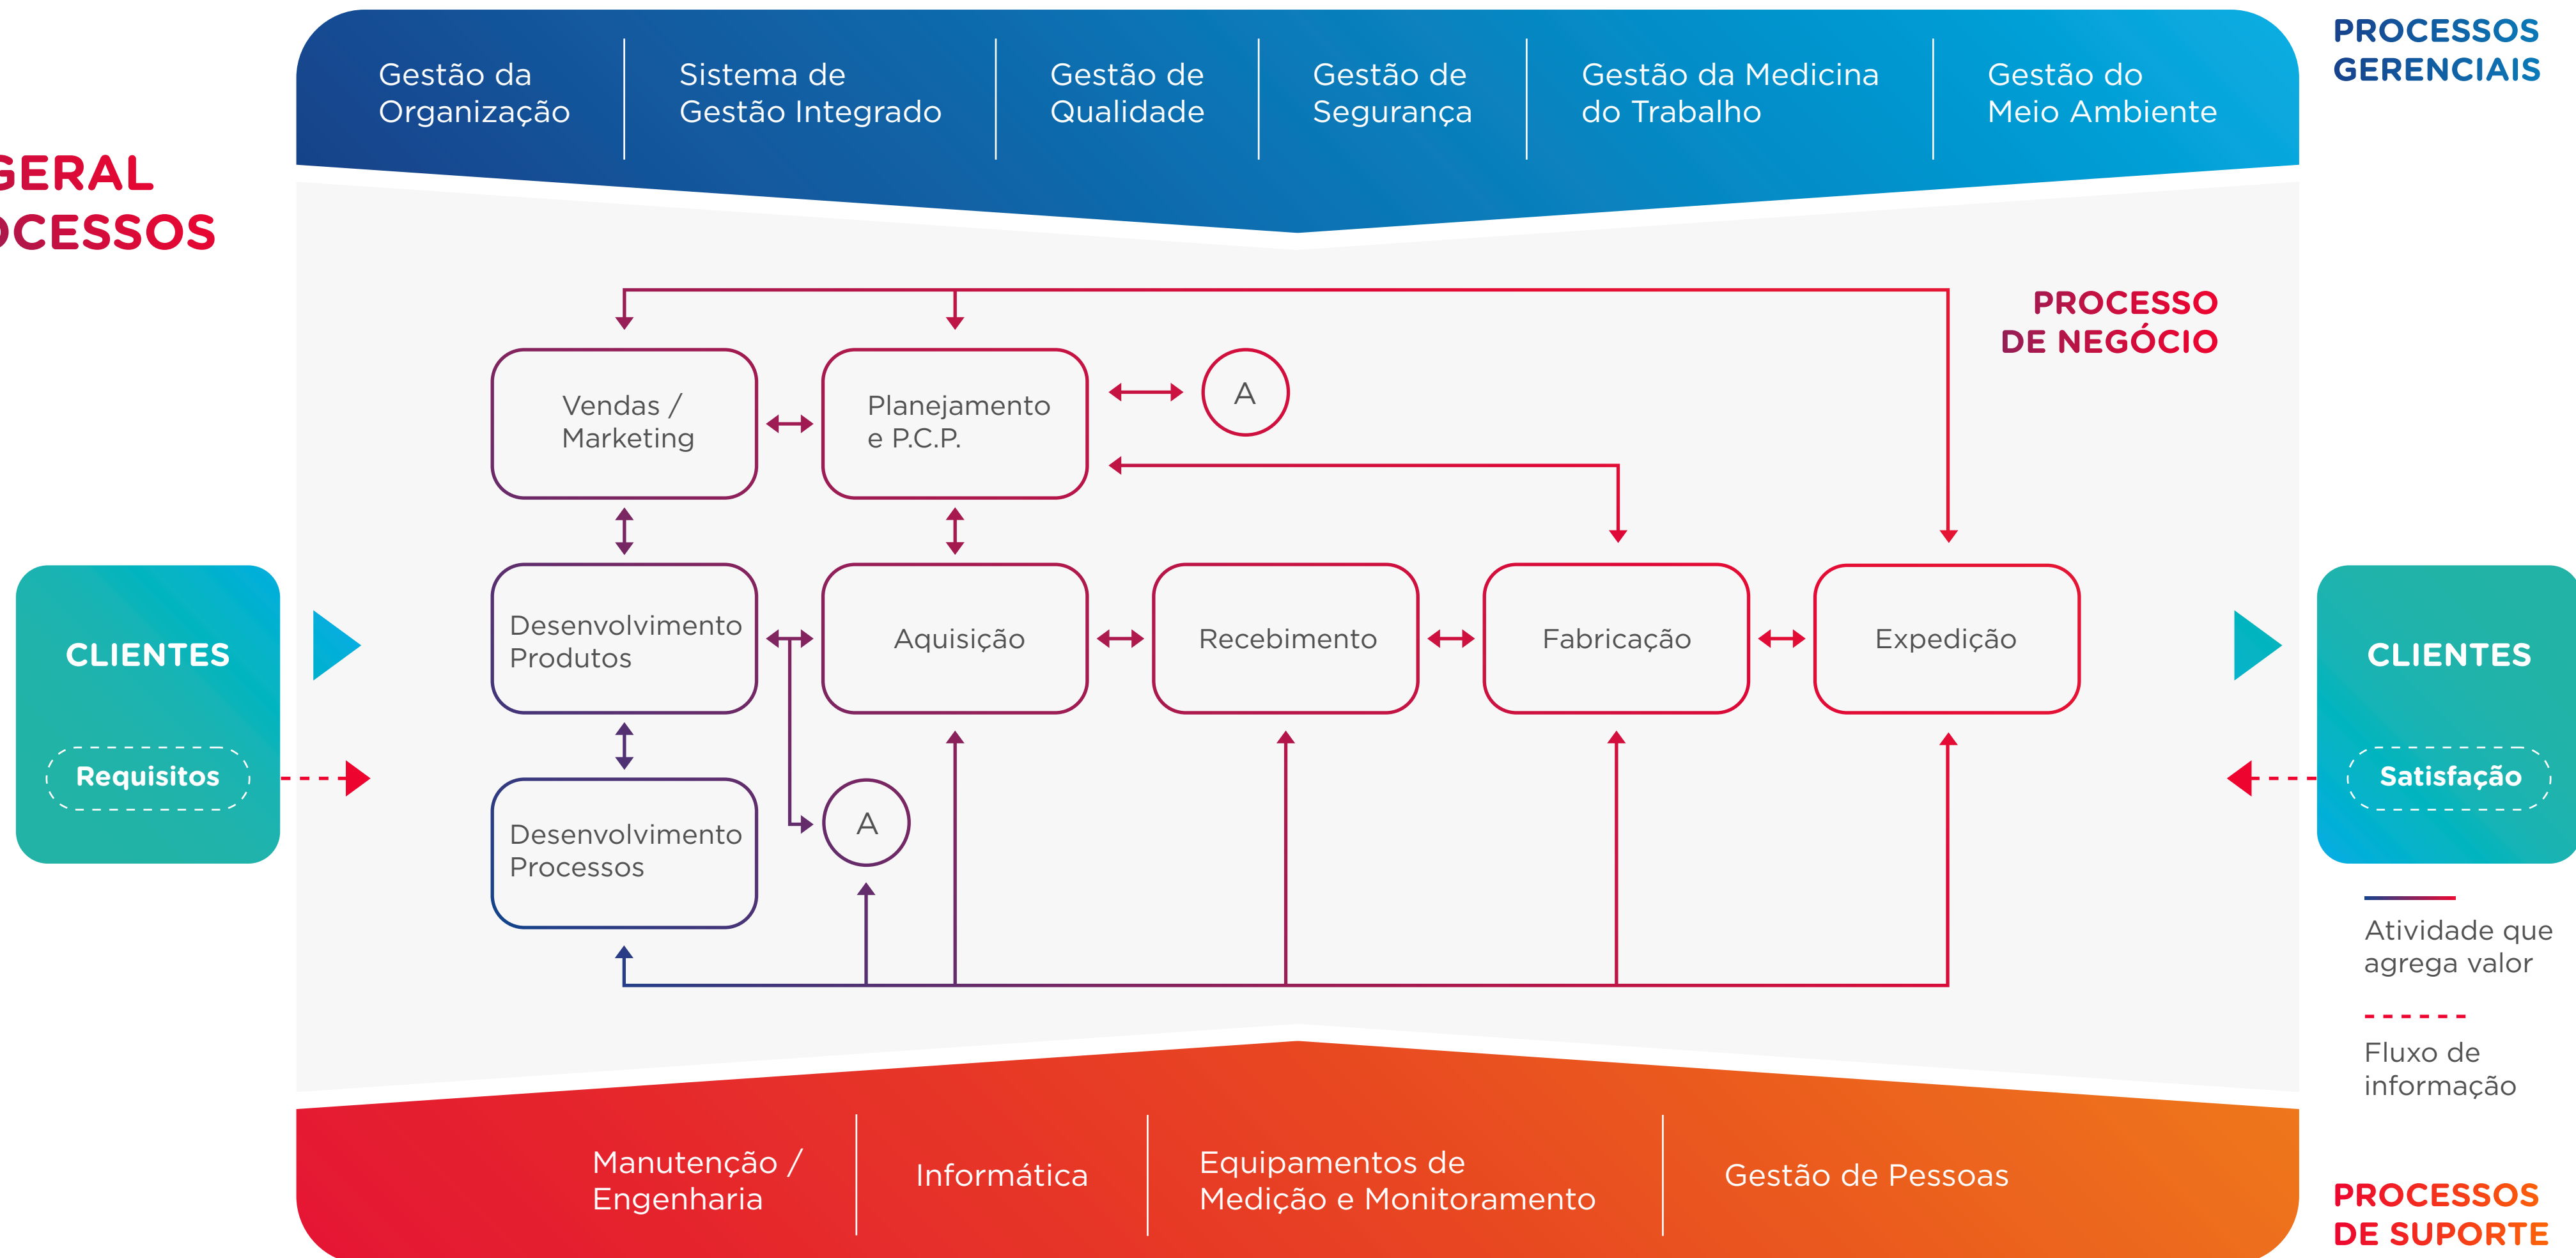 GERAL
OCESSOS
Gestão da
Organização
Sistema de
Gestão Integrado
Gestão de
Qualidade
Gestão de
Segurança
Gestão da Medicina
do Trabalho
Gestão do
Meio Ambiente
PROCESSOS
GERENCIAIS
PROCESSO
DE NEGÓCIO
Vendas /
Marketing
Planejamento
e P.C.P.
A
CLIENTES
Requisitos
Desenvolvimento
Produtos
Aquisição
Recebimento
Fabricação
Expedição
CLIENTES
Satisfação
Desenvolvimento
Processos
A
Atividade que
agrega valor
Fluxo de
informação
Manutenção /
Engenharia
Informática
Equipamentos de
Medição e Monitoramento
Gestão de Pessoas
PROCESSOS
DE SUPORTE